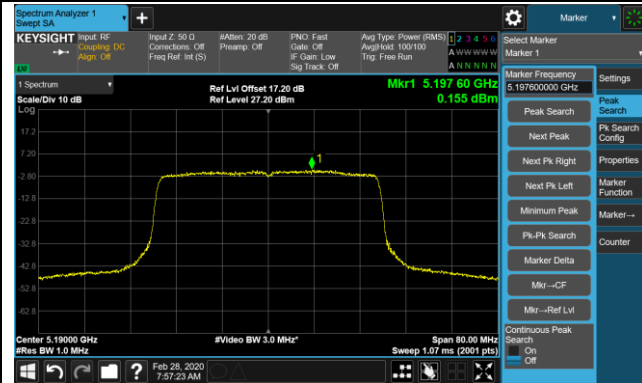 Spectrum Analyzer 1
Swept SA
Marker
KEYSIGHT
Input: RF
Coupling: DC
Align: Off
Input Z: 50 Ω
Corrections: Off
Freq Ref: Int (S)
#Atten: 20 dB
Preamp: Off
PNO: Fast
Gate: Off
IF Gain: Low
Sig Track: Off
Avg Type: Power (RMS)
Avg|Hold: 100/100
Trig: Free Run
1 2 3 4 5 6
A W W W W W
A N N N N N
LXI
1 Spectrum
Scale/Div 10 dB
Log
Ref Lvl Offset 17.20 dB
Ref Level 27.20 dBm
Mkr1 5.197 60 GHz
0.155 dBm
17.2
7.20
-2.80
-12.8
-22.8
-32.8
-42.8
-52.8
-62.8
1
Center 5.19000 GHz
#Res BW 1.0 MHz
#Video BW 3.0 MHz*
Span 80.00 MHz
Sweep 1.07 ms (2001 pts)
Feb 28, 2020
7:57:23 AM
Select Marker
Marker 1
Marker Frequency
5.197600000 GHz
Peak Search
Next Peak
Next Pk Right
Next Pk Left
Minimum Peak
Pk-Pk Search
Marker Delta
Mkr→CF
Mkr→Ref Lvl
Continuous Peak
Search
On
Off
Settings
Peak
Search
Pk Search
Config
Properties
Marker
Function
Marker→
Counter